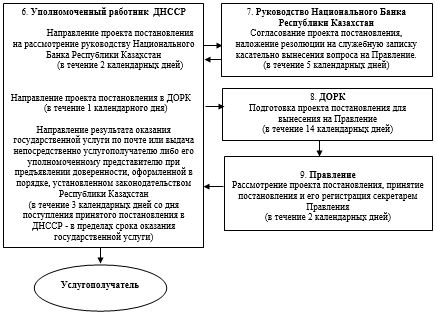 6. Уполномоченный работник ДНССР
Направление проекта постановления
на рассмотрение руководству Национального
Банка Республики Казахстан
(в течение 2 календарных дней)
Направление проекта постановления в ДОРК
(в течение 1 календарного дня)
Направление результата оказания
государственной услуги по почте или выдача
непосредственно услугополучателю либо его
уполномоченному представителю при
предъявлении доверенности, оформленной в
порядке, установленном законодательством
Республики Казахстан
(в течение 3 календарных дней со дня
поступления принятого постановления в
ДНССР - в пределах срока оказания
государственной услуги)
7. Руководство Национального Банка
Республики Казахстан
Согласование проекта постановления,
наложение резолюции на служебную записку
касательно вынесения вопроса на Правление.
(в течение 5 календарных дней)
8. ДОРК
Подготовка проекта постановления для
вынесения на Правление
(в течение 14 календарных дней)
9. Правление
Рассмотрение проекта постановления, принятие
постановления и его регистрация секретарем
Правления
(в течение 2 календарных дней)
Услугополучатель